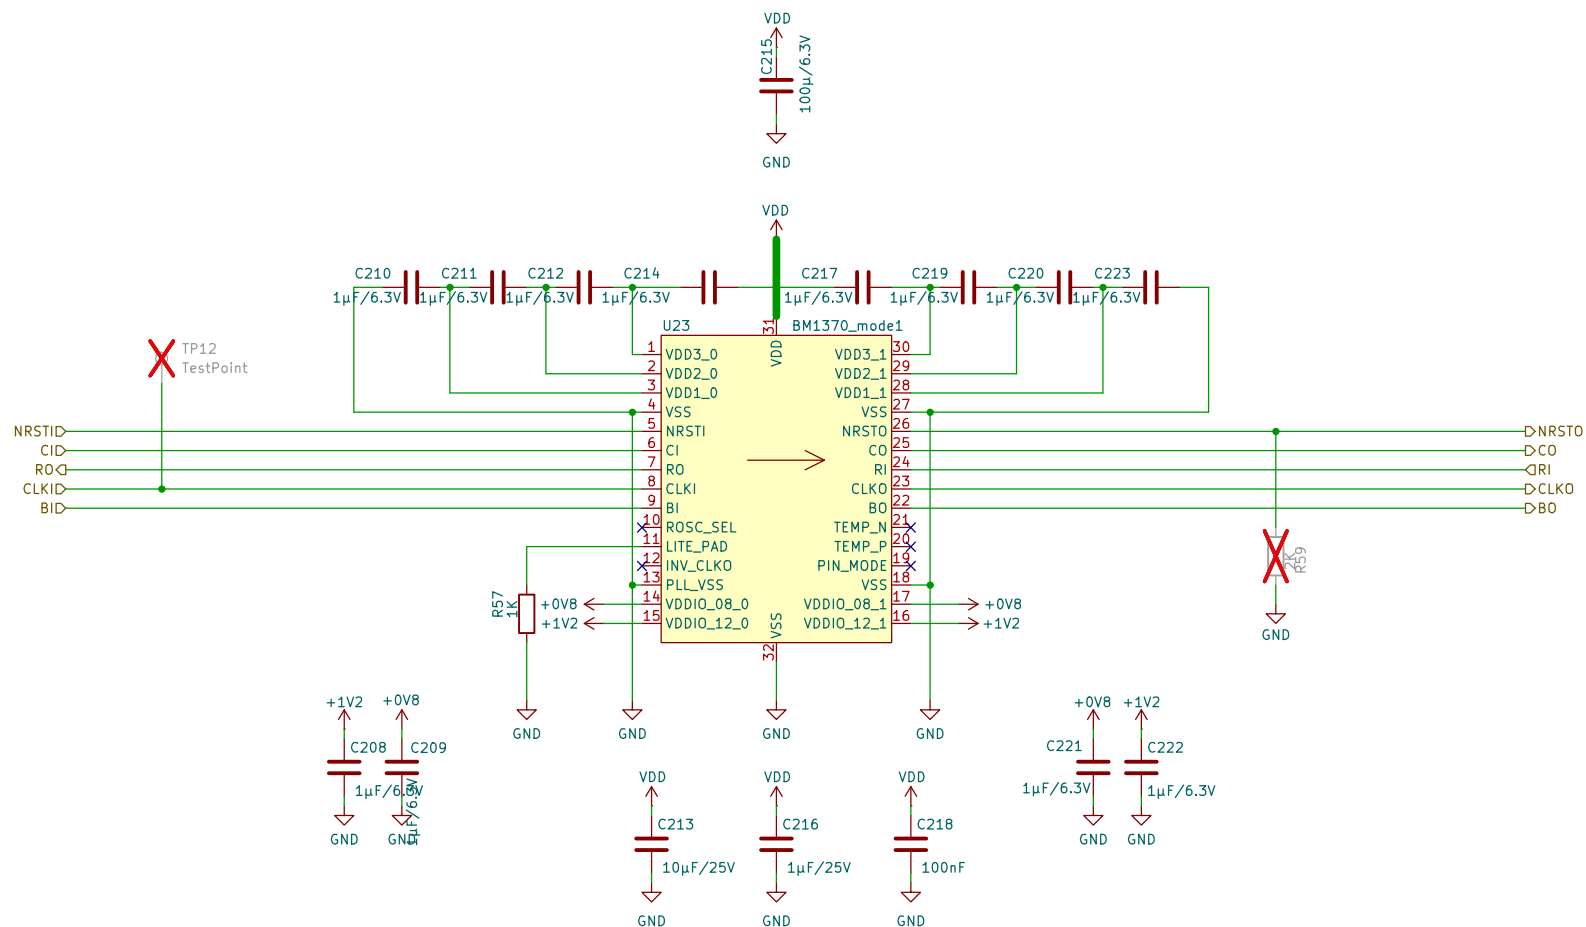 VDD
C215
100µ/6.3V
GND
VDD
C210
1µF/6.3V
C211
1µF/6.3V
C212
1µF/6.3V
C214
1µF/6.3V
C217
1µF/6.3V
C219
1µF/6.3V
C220
1µF/6.3V
C223
1µF/6.3V
U23
BM1370_mode1
31
VDD
1 VDD3_0
2 VDD2_0
3 VDD1_0
4 VSS
5 NRSTI
6 CI
7 RO
8 CLKI
9 BI
10 ROSC_SEL
11 LITE_PAD
12 INV_CLKO
13 PLL_VSS
14 VDDIO_08_0
15 VDDIO_12_0
VDD3_1 30
VDD2_1 29
VDD1_1 28
VSS 27
NRSTO 26
CO 25
RI 24
CLKO 23
BO 22
TEMP_N 21
TEMP_P 20
PIN_MODE 19
VSS 18
VDDIO_08_1 17
VDDIO_12_1 16
VSS
32
TP12
TestPoint
NRSTI
CI
RO
CLKI
BI
NRSTO
CO
RI
CLKO
BO
R57
1K
+0V8
+1V2
+0V8
+1V2
2K
R59
GND
GND
GND
GND
GND
+1V2
C208
1µF/6.3V
GND
+0V8
C209
1µF/6.3V
GND
VDD
C213
10µF/25V
GND
VDD
C216
1µF/25V
GND
VDD
C218
100nF
GND
+0V8
C221
1µF/6.3V
GND
+1V2
C222
1µF/6.3V
GND